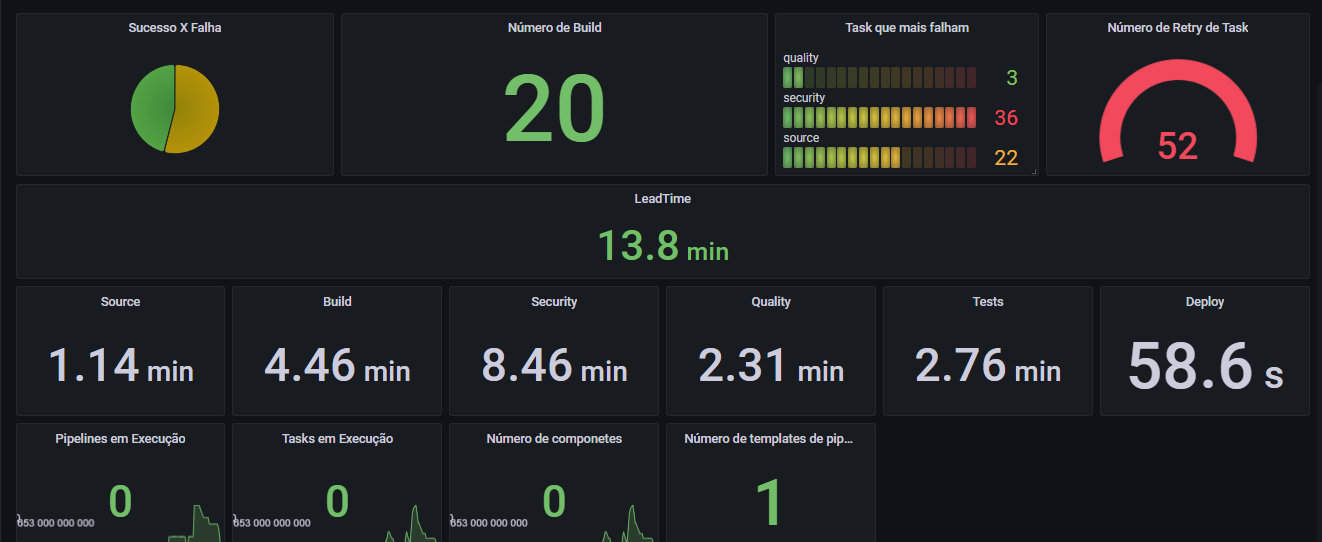 Sucesso X Falha
Número de Build
20
Task que mais falham
quality
3
security
36
source
22
Número de Retry de Task
52
LeadTime
13.8 min
Source
1.14 min
Build
4.46 min
Security
8.46 min
Quality
2.31 min
Tests
2.76 min
Deploy
58.6 s
Pipelines em Execução
0
0
653 000 000 000
Tasks em Execução
0
0
653 000 000 000
Número de componetes
0
0
653 000 000 000
Número de templates de pip...
1